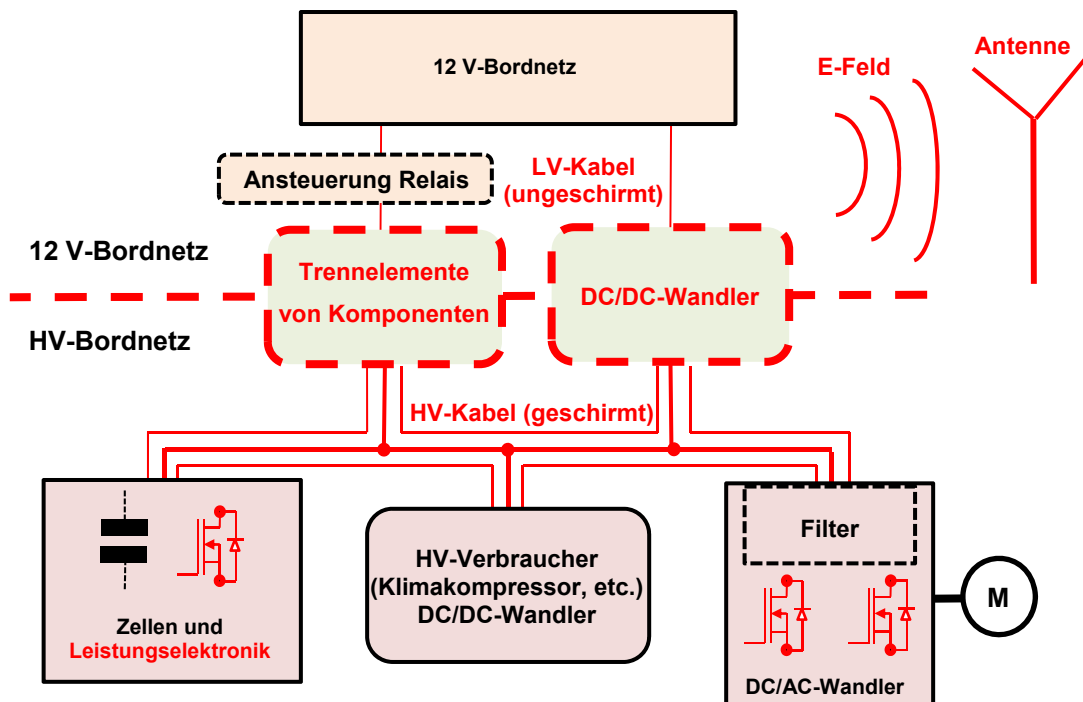 12 V-Bordnetz
E-Feld
Antenne
Ansteuerung Relais
LV-Kabel
(ungeschirmt)
12 V-Bordnetz
HV-Bordnetz
Trennelemente
von Komponenten
DC/DC-Wandler
HV-Kabel (geschirmt)
Zellen und
Leistungselektronik
HV-Verbraucher
(Klimakompressor, etc.)
DC/DC-Wandler
Filter
DC/AC-Wandler
M